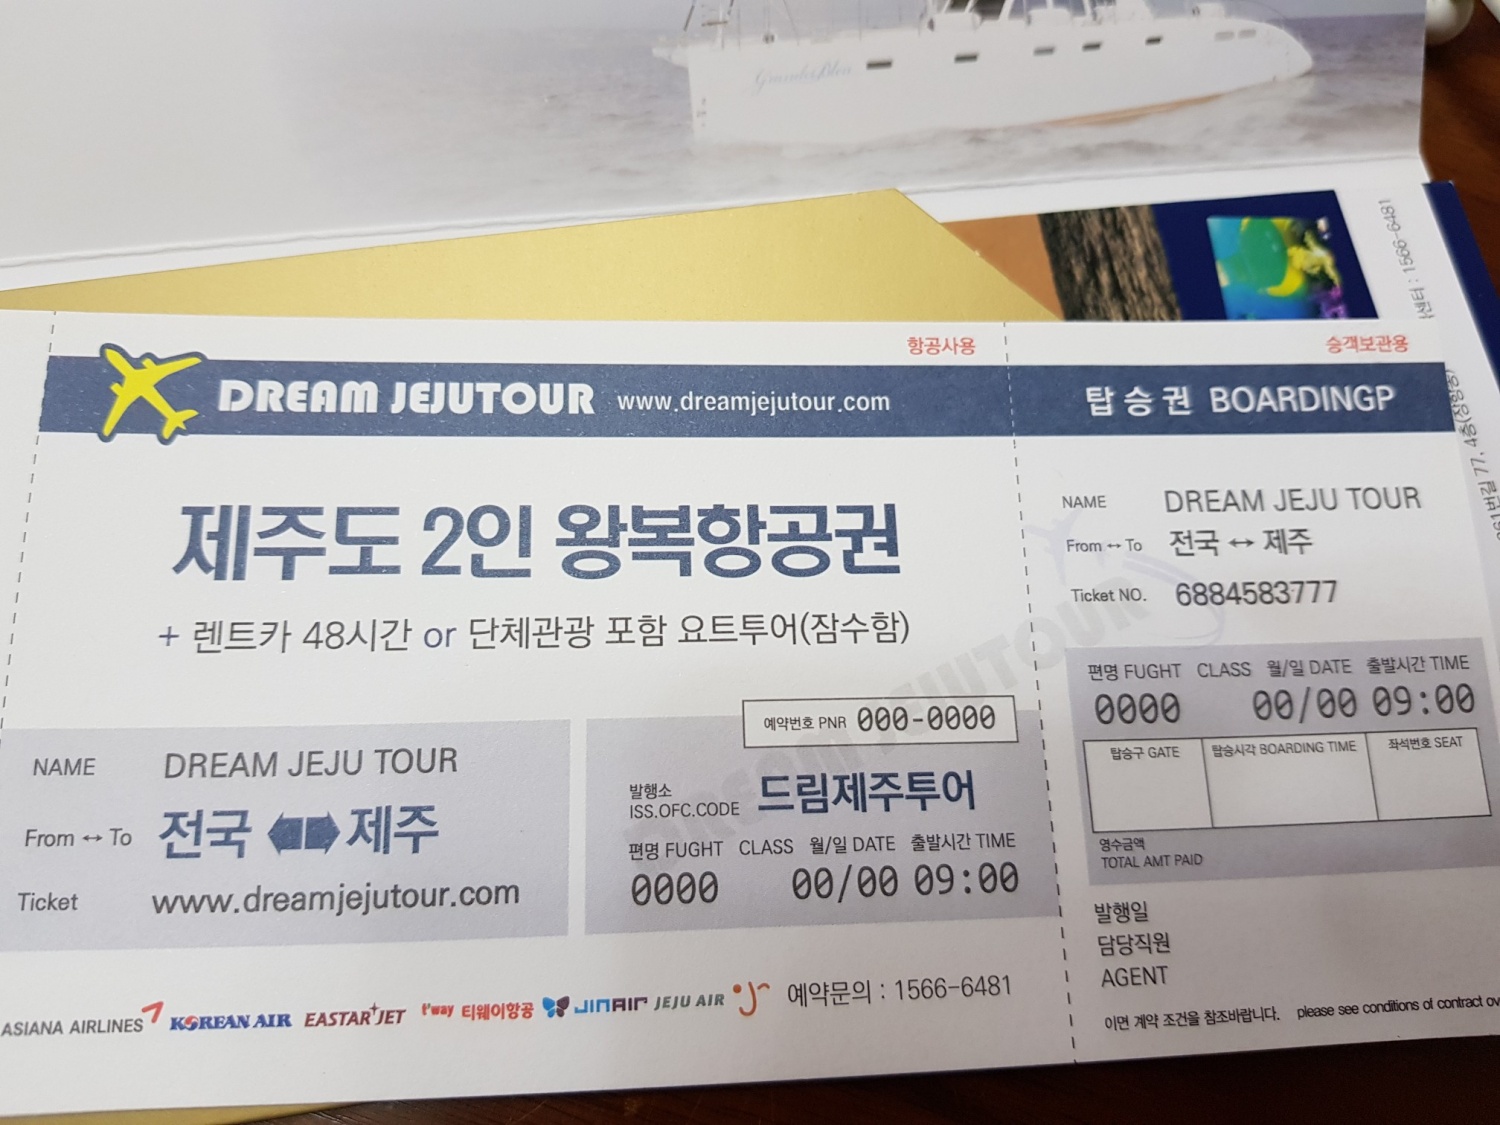 항공사용
DREAM JEJUTOUR www.dreamjejutour.com
제주도 2인 왕복항공권
+ 렌트카 48시간 or 단체관광 포함 요트투어(잠수함)
예약번호 PNR 000-0000
NAME DREAM JEJU TOUR
From ↔ To 전국 ↔ 제주
Ticket www.dreamjejutour.com
발행소
ISS.OFC.CODE 드림제주투어
편명 FUGHT CLASS 월/일 DATE 출발시간 TIME
0000 00/00 09:00
ASIANA AIRLINES KOREAN AIR EASTAR JET t'way 티웨이항공 JINAIR JEJU AIR 예약문의 : 1566-6481
승객보관용
탑승권 BOARDINGP
NAME DREAM JEJU TOUR
From ↔ To 전국 ↔ 제주
Ticket NO. 6884583777
편명 FUGHT CLASS 월/일 DATE 출발시간 TIME
0000 00/00 09:00
탑승구 GATE 탑승시각 BOARDING TIME 좌석번호 SEAT
영수금액
TOTAL AMT PAID
발행일
담당직원
AGENT
이면 계약 조건을 참조바랍니다. please see conditions of contract ov
DREAM JEJUTOUR
: 1566-6481
77, 4층